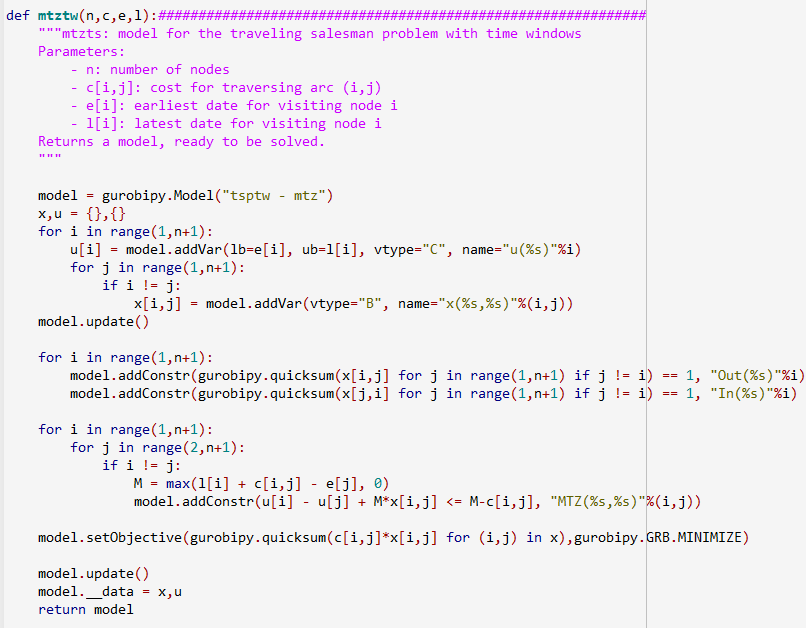 def mtztw(n,c,e,l):#############################################################
    """mtzts: model for the traveling salesman problem with time windows
    Parameters:
        - n: number of nodes
        - c[i,j]: cost for traversing arc (i,j)
        - e[i]: earliest date for visiting node i
        - l[i]: latest date for visiting node i
    Returns a model, ready to be solved.
    """
    model = gurobipy.Model("tsptw - mtz")
    x,u = {},{}
    for i in range(1,n+1):
        u[i] = model.addVar(lb=e[i], ub=l[i], vtype="C", name="u(%s)"%i)
        for j in range(1,n+1):
            if i != j:
                x[i,j] = model.addVar(vtype="B", name="x(%s,%s)"%(i,j))
    model.update()
    for i in range(1,n+1):
        model.addConstr(gurobipy.quicksum(x[i,j] for j in range(1,n+1) if j != i) == 1, "Out(%s)"%i)
        model.addConstr(gurobipy.quicksum(x[j,i] for j in range(1,n+1) if j != i) == 1, "In(%s)"%i)
    for i in range(1,n+1):
        for j in range(2,n+1):
            if i != j:
                M = max(l[i] + c[i,j] - e[j], 0)
                model.addConstr(u[i] - u[j] + M*x[i,j] <= M-c[i,j], "MTZ(%s,%s)"%(i,j))
    model.setObjective(gurobipy.quicksum(c[i,j]*x[i,j] for (i,j) in x),gurobipy.GRB.MINIMIZE)
    model.update()
    model.__data = x,u
    return model